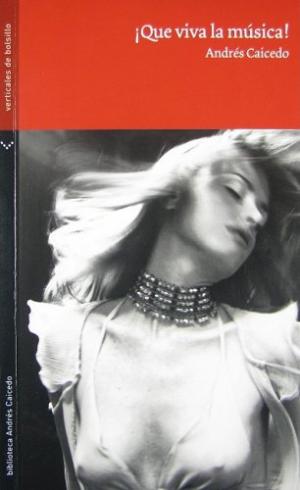 ¡Que viva la música!
Andrés Caicedo
verticales de bolsillo
biblioteca Andrés Caicedo